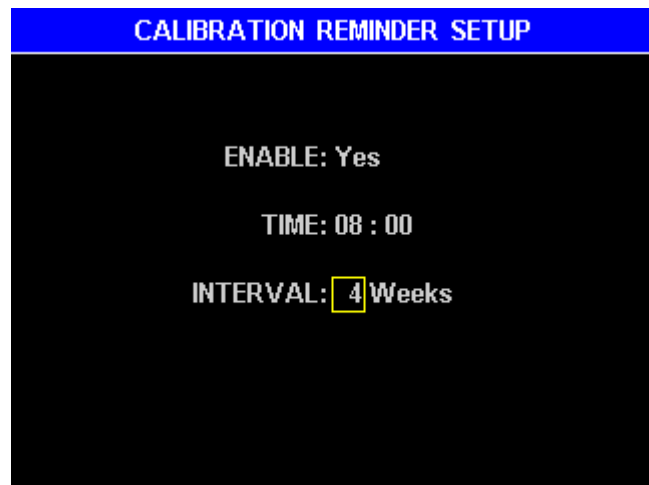 CALIBRATION REMINDER SETUP
ENABLE: Yes
TIME: 08 : 00
INTERVAL: 4 Weeks